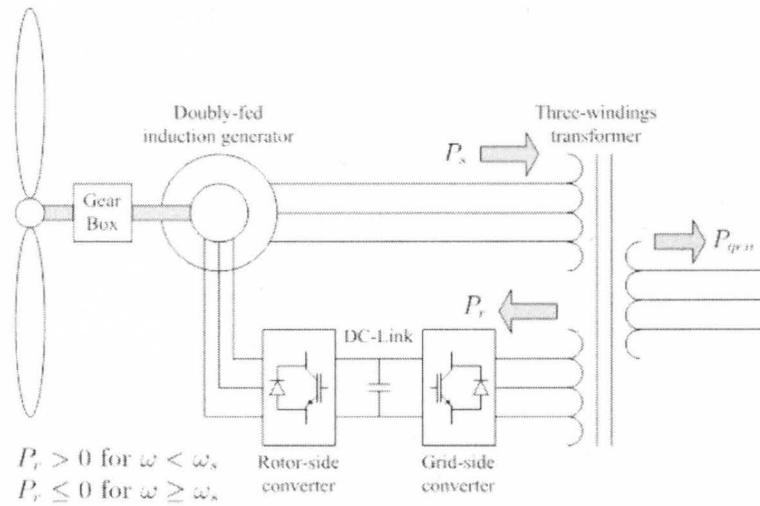 Doubly-fed
induction generator
Three-windings
transformer
P_s
Gear
Box
P_r
DC-Link
P_r > 0 for ω < ω_s
P_r ≤ 0 for ω ≥ ω_s
Rotor-side
converter
Grid-side
converter